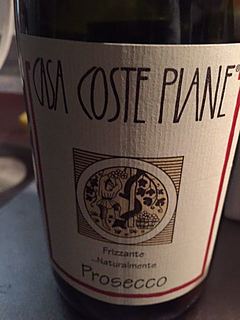 CASA COSTE PIANE®
Frizzante
...Naturalmente
Prosecco